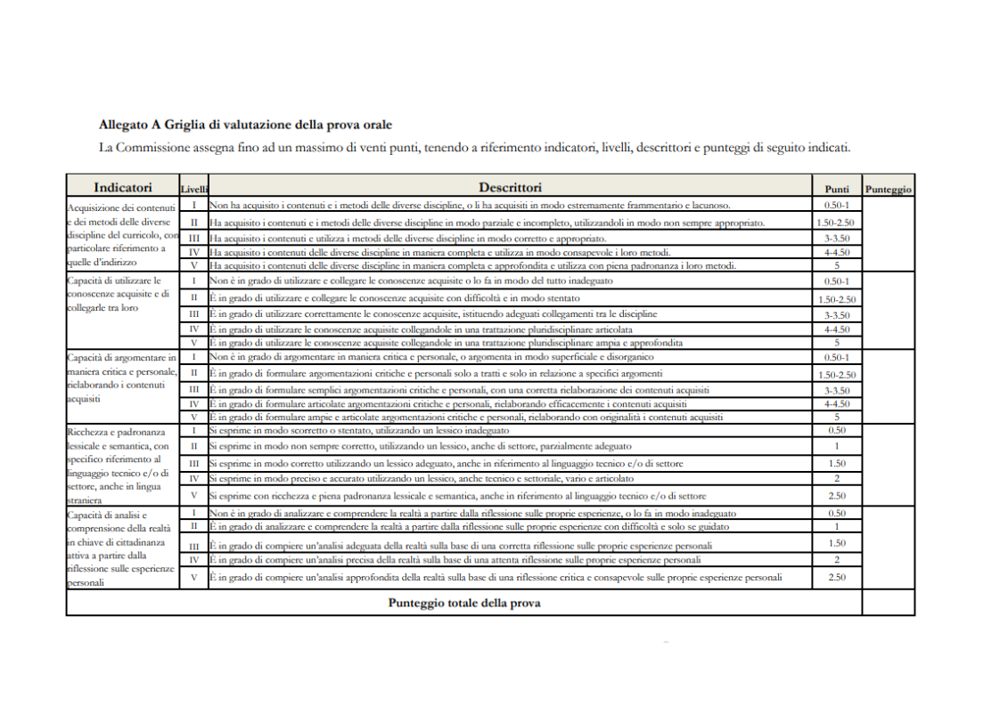 Allegato A Griglia di valutazione della prova orale
La Commissione assegna fino ad un massimo di venti punti, tenendo a riferimento indicatori, livelli, descrittori e punteggi di seguito indicati.
Indicatori Livelli Descrittori Punti Punteggio
Acquisizione dei contenuti
e dei metodi delle diverse
discipline del curricolo, con
particolare riferimento a
quelle d'indirizzo
I Non ha acquisito i contenuti e i metodi delle diverse discipline, o li ha acquisiti in modo estremamente frammentario e lacunoso. 0.50-1
II Ha acquisito i contenuti e i metodi delle diverse discipline in modo parziale e incompleto, utilizzandoli in modo non sempre appropriato. 1.50-2.50
III Ha acquisito i contenuti e utilizza i metodi delle diverse discipline in modo corretto e appropriato. 3-3.50
IV Ha acquisito i contenuti delle diverse discipline in maniera completa e utilizza in modo consapevole i loro metodi. 4-4.50
V Ha acquisito i contenuti delle diverse discipline in maniera completa e approfondita e utilizza con piena padronanza i loro metodi. 5
Capacità di utilizzare le
conoscenze acquisite e di
collegarle tra loro
I Non è in grado di utilizzare e collegare le conoscenze acquisite o lo fa in modo del tutto inadeguato 0.50-1
II È in grado di utilizzare e collegare le conoscenze acquisite con difficoltà e in modo stentato 1.50-2.50
III È in grado di utilizzare correttamente le conoscenze acquisite, istituendo adeguati collegamenti tra le discipline 3-3.50
IV È in grado di utilizzare le conoscenze acquisite collegandole in una trattazione pluridisciplinare articolata 4-4.50
V È in grado di utilizzare le conoscenze acquisite collegandole in una trattazione pluridisciplinare ampia e approfondita 5
Capacità di argomentare in
maniera critica e personale,
rielaborando i contenuti
acquisiti
I Non è in grado di argomentare in maniera critica e personale, o argomenta in modo superficiale e disorganico 0.50-1
II È in grado di formulare argomentazioni critiche e personali solo a tratti e solo in relazione a specifici argomenti 1.50-2.50
III È in grado di formulare semplici argomentazioni critiche e personali, con una corretta rielaborazione dei contenuti acquisiti 3-3.50
IV È in grado di formulare articolate argomentazioni critiche e personali, rielaborando efficacemente i contenuti acquisiti 4-4.50
V È in grado di formulare ampie e articolate argomentazioni critiche e personali, rielaborando con originalità i contenuti acquisiti 5
Ricchezza e padronanza
lessicale e semantica, con
specifico riferimento al
linguaggio tecnico e/o di
settore, anche in lingua
straniera
I Si esprime in modo scorretto o stentato, utilizzando un lessico inadeguato 0.50
II Si esprime in modo non sempre corretto, utilizzando un lessico, anche di settore, parzialmente adeguato 1
III Si esprime in modo corretto utilizzando un lessico adeguato, anche in riferimento al linguaggio tecnico e/o di settore 1.50
IV Si esprime in modo preciso e accurato utilizzando un lessico, anche tecnico e settoriale, vario e articolato 2
V Si esprime con ricchezza e piena padronanza lessicale e semantica, anche in riferimento al linguaggio tecnico e/o di settore 2.50
Capacità di analisi e
comprensione della realtà
in chiave di cittadinanza
attiva a partire dalla
riflessione sulle esperienze
personali
I Non è in grado di analizzare e comprendere la realtà a partire dalla riflessione sulle proprie esperienze, o lo fa in modo inadeguato 0.50
II È in grado di analizzare e comprendere la realtà a partire dalla riflessione sulle proprie esperienze con difficoltà e solo se guidato 1
III È in grado di compiere un'analisi adeguata della realtà sulla base di una corretta riflessione sulle proprie esperienze personali 1.50
IV È in grado di compiere un'analisi precisa della realtà sulla base di una attenta riflessione sulle proprie esperienze personali 2
V È in grado di compiere un'analisi approfondita della realtà sulla base di una riflessione critica e consapevole sulle proprie esperienze personali 2.50
Punteggio totale della prova